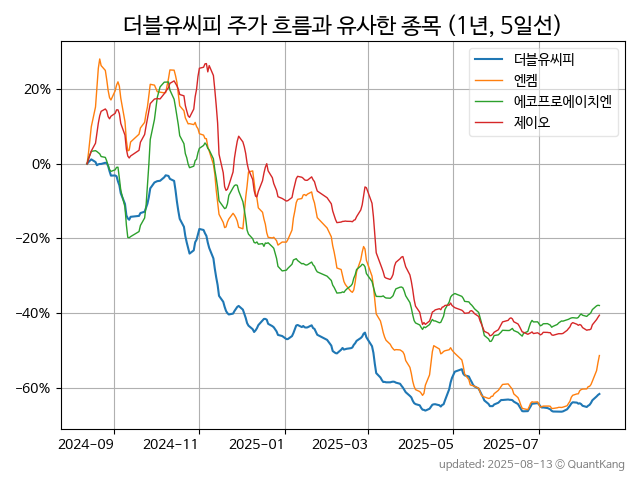 더블유씨피 주가 흐름과 유사한 종목 (1년, 5일선)
더블유씨피
엔켐
에코프로에이치엔
제이오
20%
0%
−20%
−40%
−60%
2024-09 2024-11 2025-01 2025-03 2025-05 2025-07
updated: 2025-08-13 © QuantKang